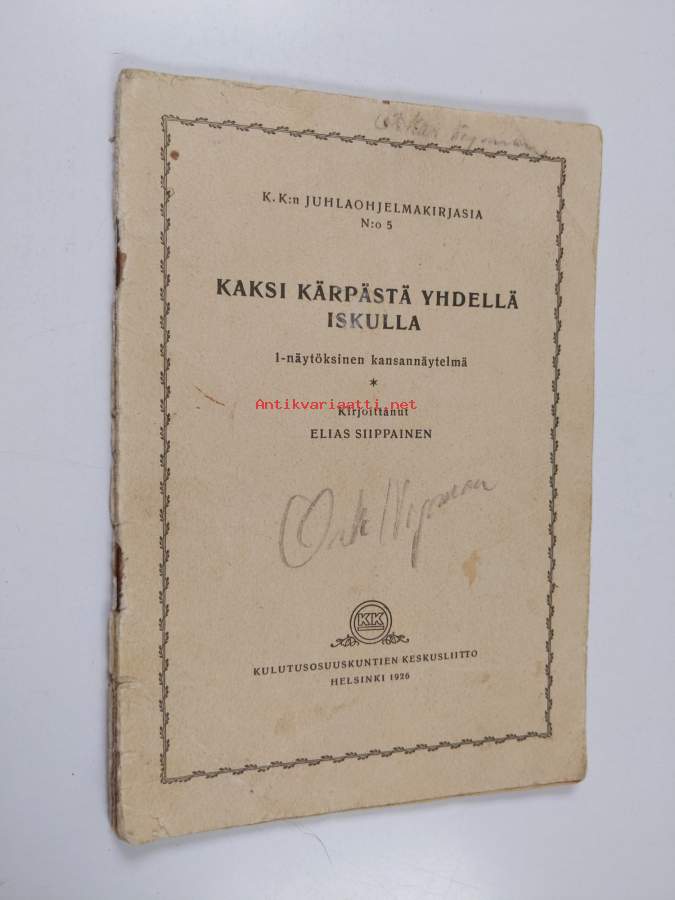 K.K:n JUHLAOHJELMAKIRJASIA
N:o 5
KAKSI KÄRPÄSTÄ YHDELLÄ
ISKULLA
1-näytöksinen kansannäytelmä
*
Antikvariaatti.net
Kirjoittanut
ELIAS SIIPPAINEN
KK
KULUTUSOSUUSKUNTIEN KESKUSLIITTO
HELSINKI 1926